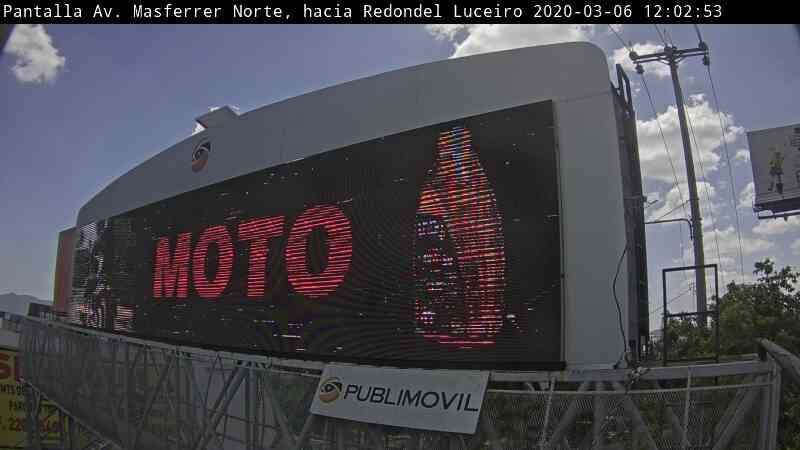 Pantalla Av. Masferrer Norte, hacia Redondel Luceiro 2020-03-06 12:02:53
MOTO
PUBLIMOVIL